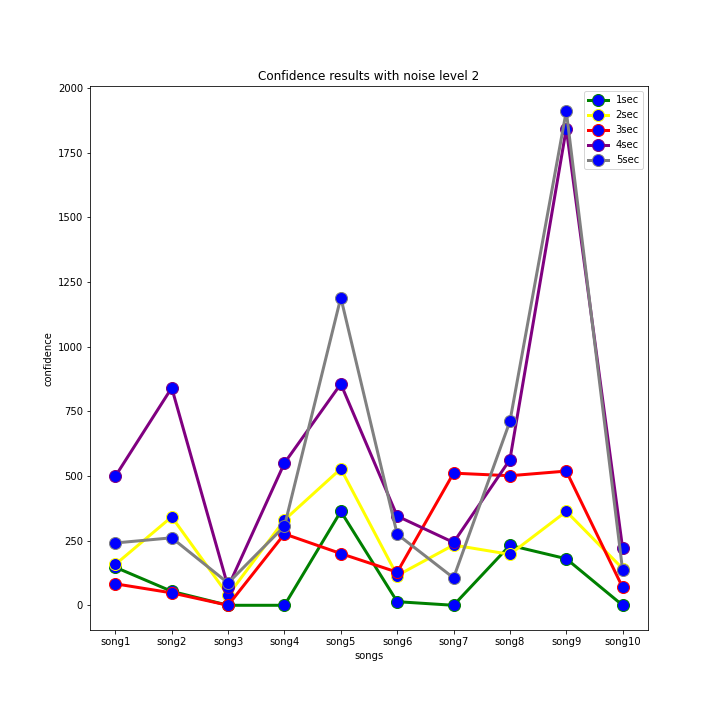 Confidence results with noise level 2
2000
1750
1500
1250
1000
750
500
250
0
confidence
song1 song2 song3 song4 song5 song6 song7 song8 song9 song10
songs
1sec
2sec
3sec
4sec
5sec